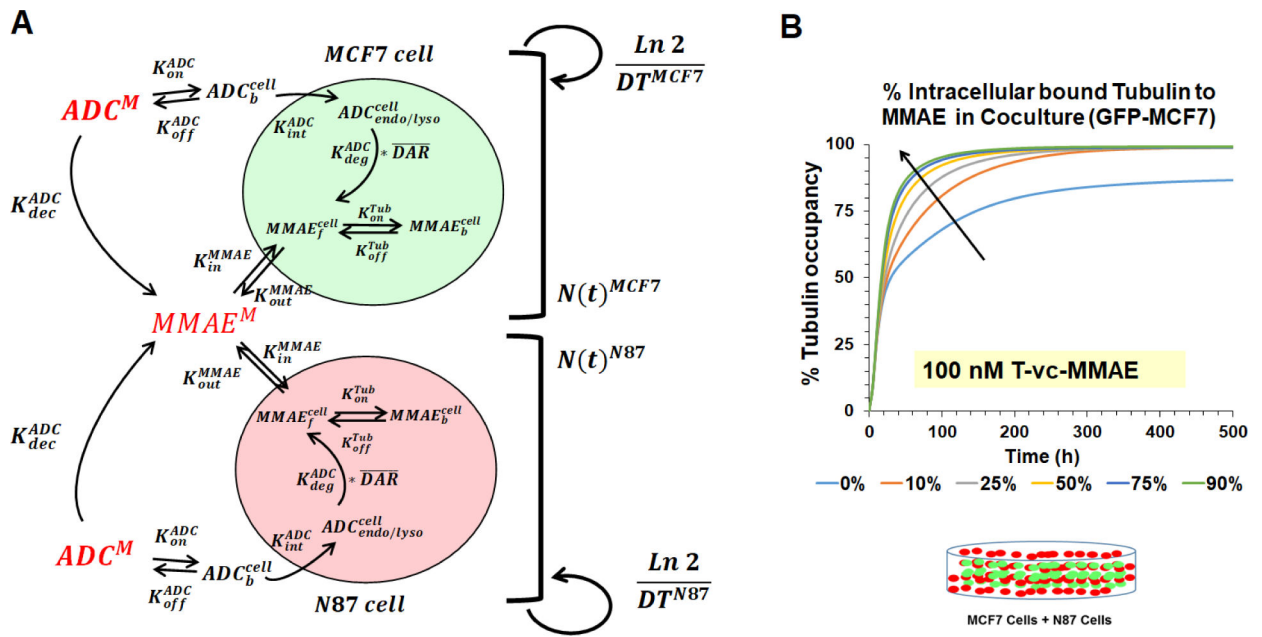 A
MCF7 cell
Ln 2
DT^MCF7
K_on^ADC
ADC^M
ADC_b^cell
K_off^ADC
K_int^ADC
ADC_endo/lyso^cell
K_deg^ADC * DAR
K_dec^ADC
MMAE_f^cell
K_on^Tub
K_off^Tub
MMAE_b^cell
K_in^MMAE
K_out^MMAE
N(t)^MCF7
MMAE^M
N(t)^N87
K_in^MMAE
K_out^MMAE
MMAE_f^cell
K_on^Tub
K_off^Tub
MMAE_b^cell
K_dec^ADC
K_deg^ADC * DAR
ADC_endo/lyso^cell
K_int^ADC
K_on^ADC
ADC^M
ADC_b^cell
K_off^ADC
N87 cell
Ln 2
DT^N87
B
% Intracellular bound Tubulin to
MMAE in Coculture (GFP-MCF7)
% Tubulin occupancy
100
75
50
25
0
100 nM T-vc-MMAE
0 100 200 300 400 500
Time (h)
0% 10% 25% 50% 75% 90%
MCF7 Cells + N87 Cells